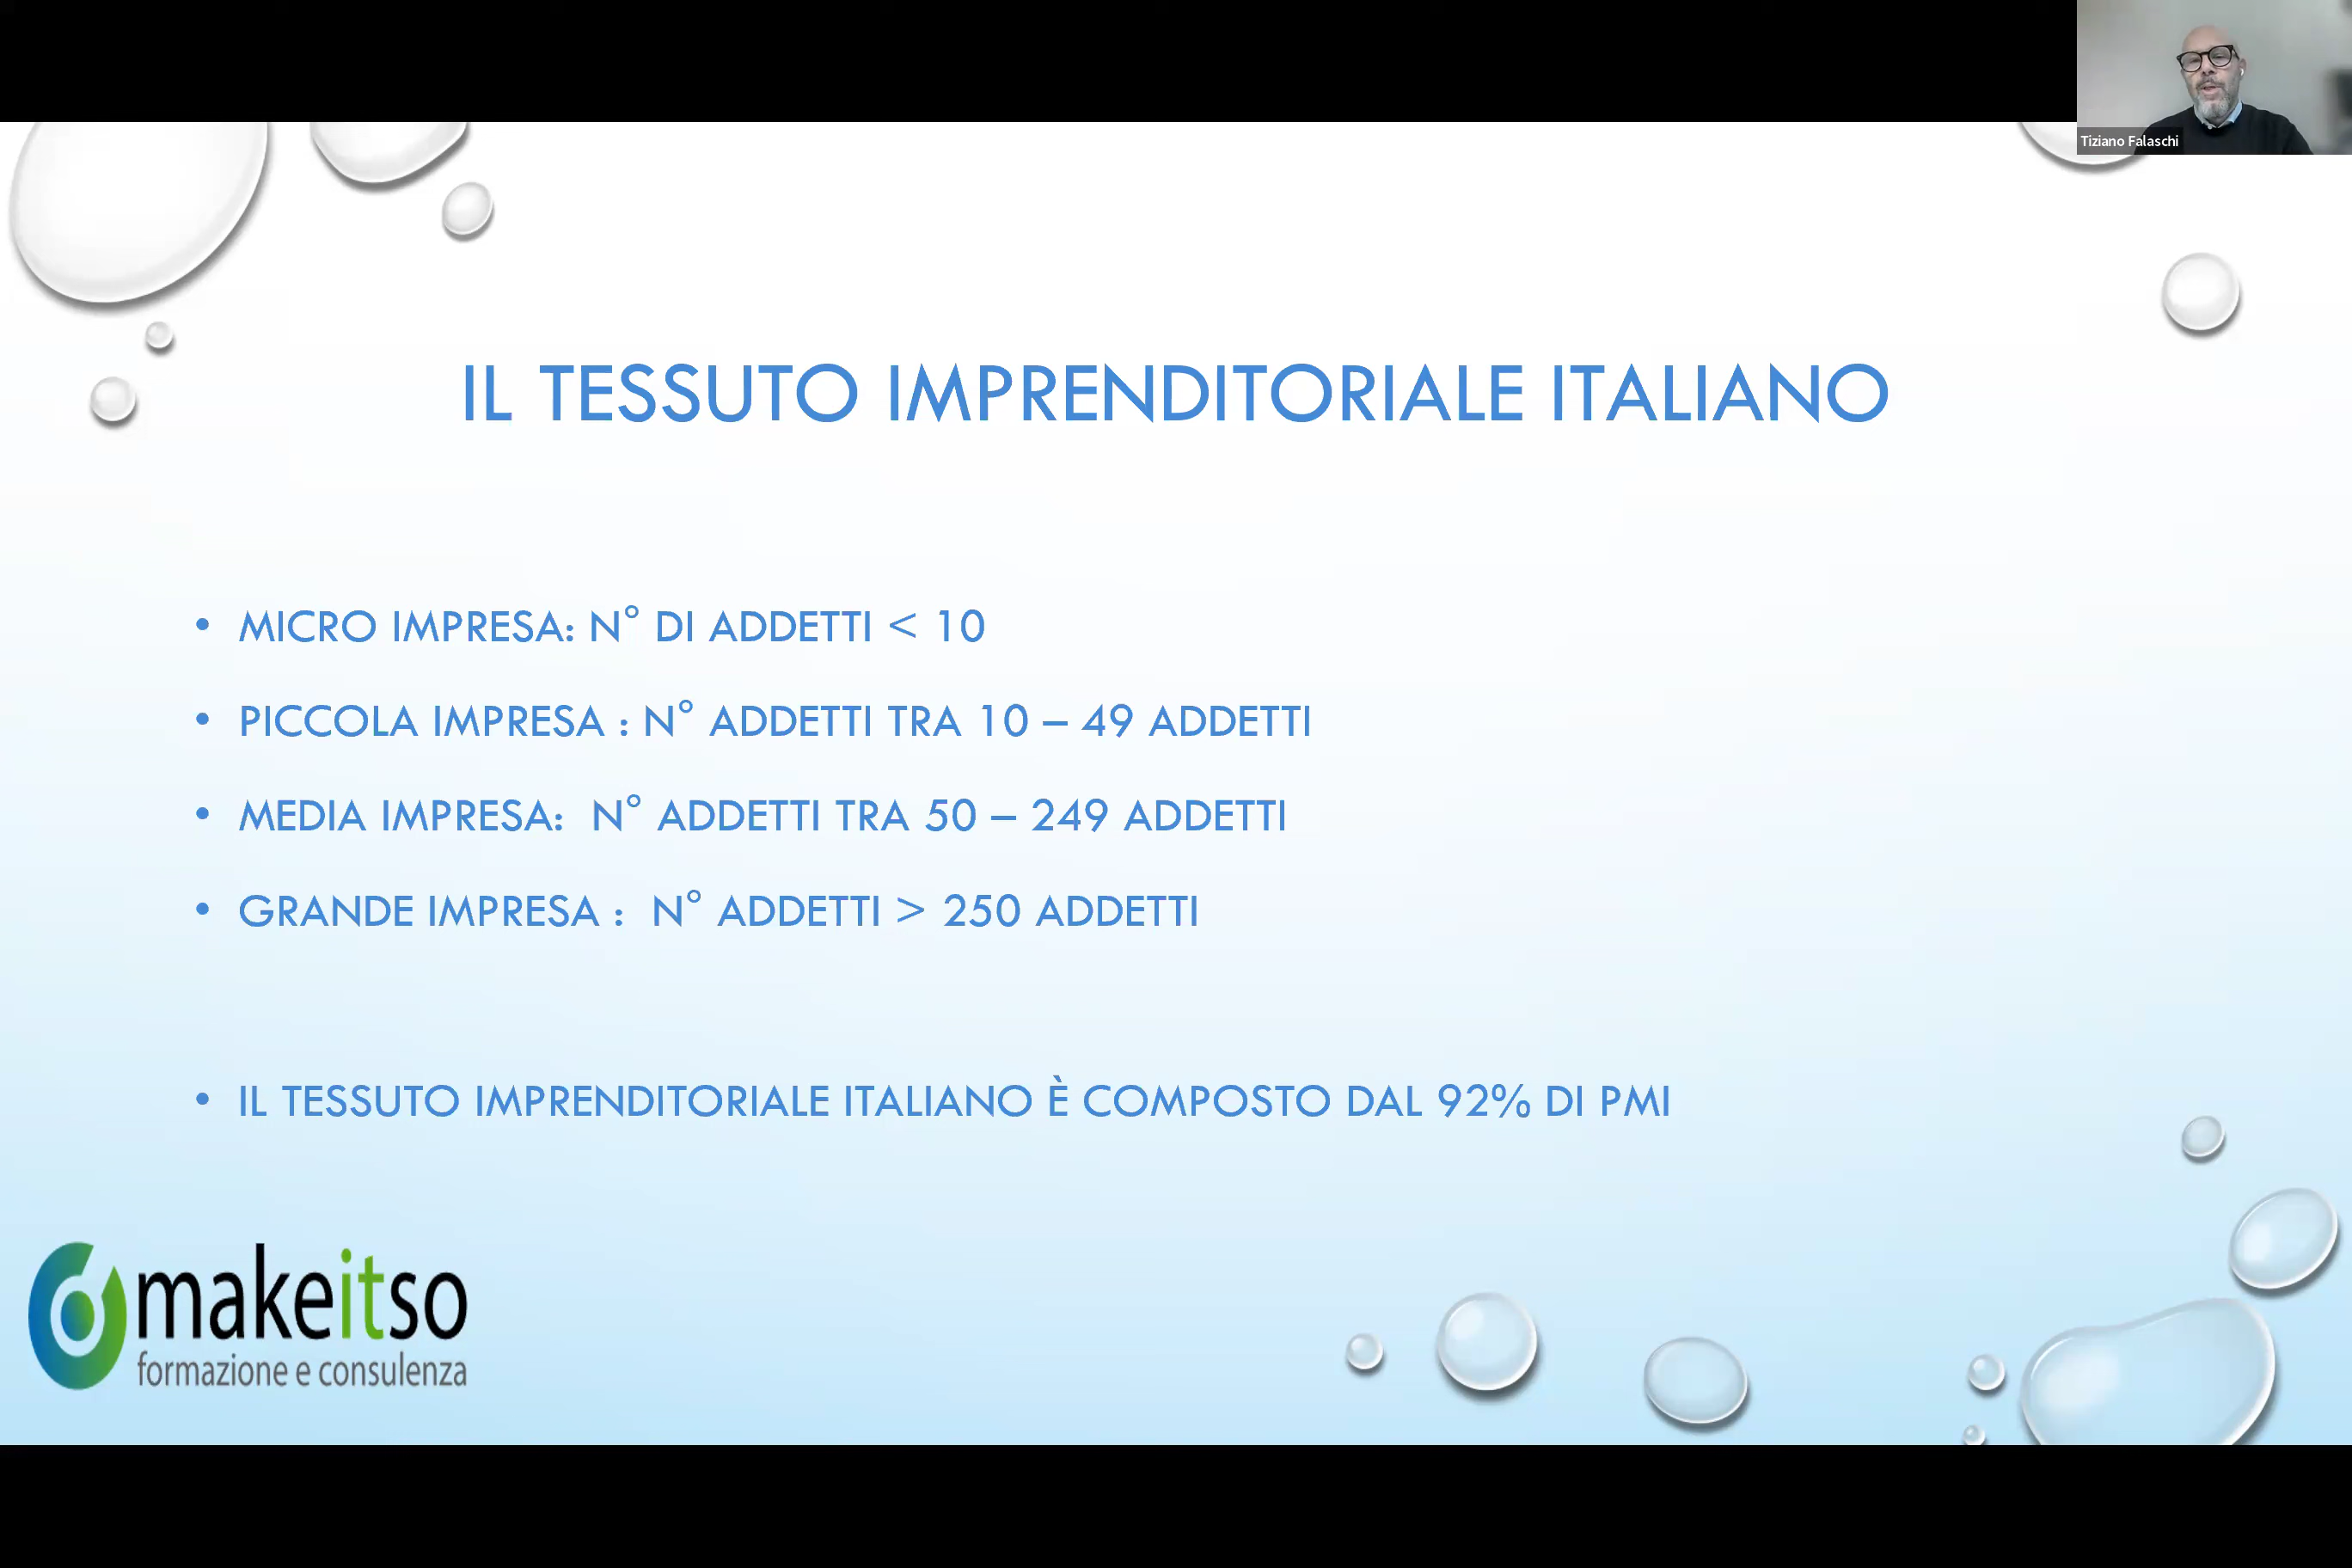 Tiziano Falaschi
IL TESSUTO IMPRENDITORIALE ITALIANO
• MICRO IMPRESA: N° DI ADDETTI < 10
• PICCOLA IMPRESA : N° ADDETTI TRA 10 – 49 ADDETTI
• MEDIA IMPRESA: N° ADDETTI TRA 50 – 249 ADDETTI
• GRANDE IMPRESA : N° ADDETTI > 250 ADDETTI
• IL TESSUTO IMPRENDITORIALE ITALIANO È COMPOSTO DAL 92% DI PMI
makeitso
formazione e consulenza